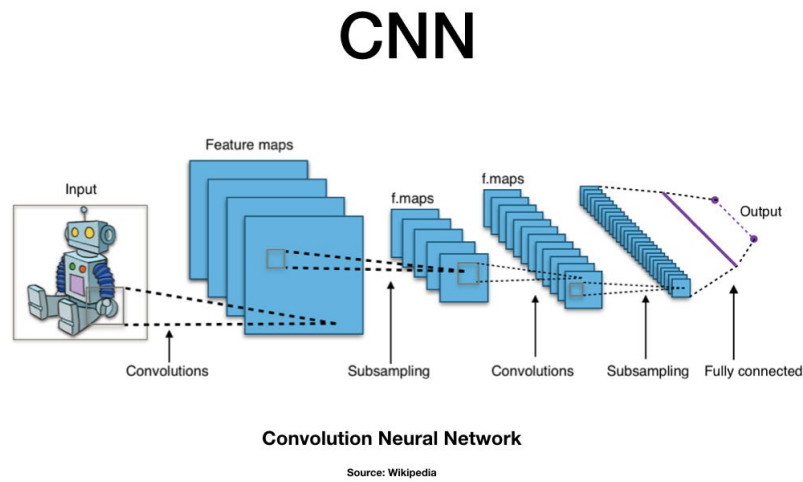 CNN
Feature maps
Input
f.maps
f.maps
Output
Convolutions
Subsampling
Convolutions
Subsampling
Fully connected
Convolution Neural Network
Source: Wikipedia